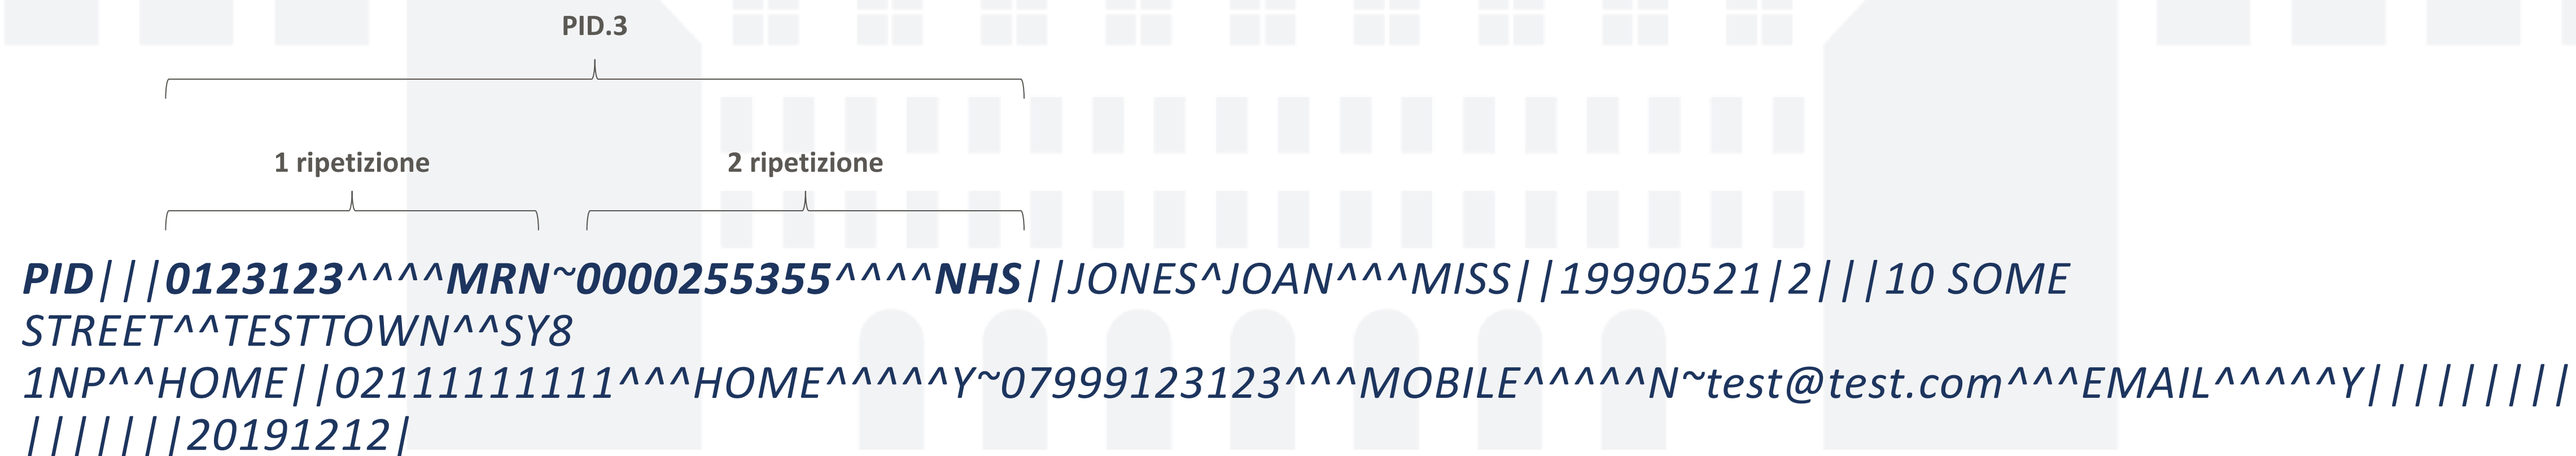 PID.3
1 ripetizione
2 ripetizione
PID|||0123123^^^^MRN~0000255355^^^^NHS||JONES^JOAN^^^MISS||19990521|2|||10 SOME
STREET^^TESTTOWN^^SY8
1NP^^HOME||02111111111^^^HOME^^^^^Y~07999123123^^^MOBILE^^^^^N~test@test.com^^^EMAIL^^^^^Y||||||||||
|||||||20191212|